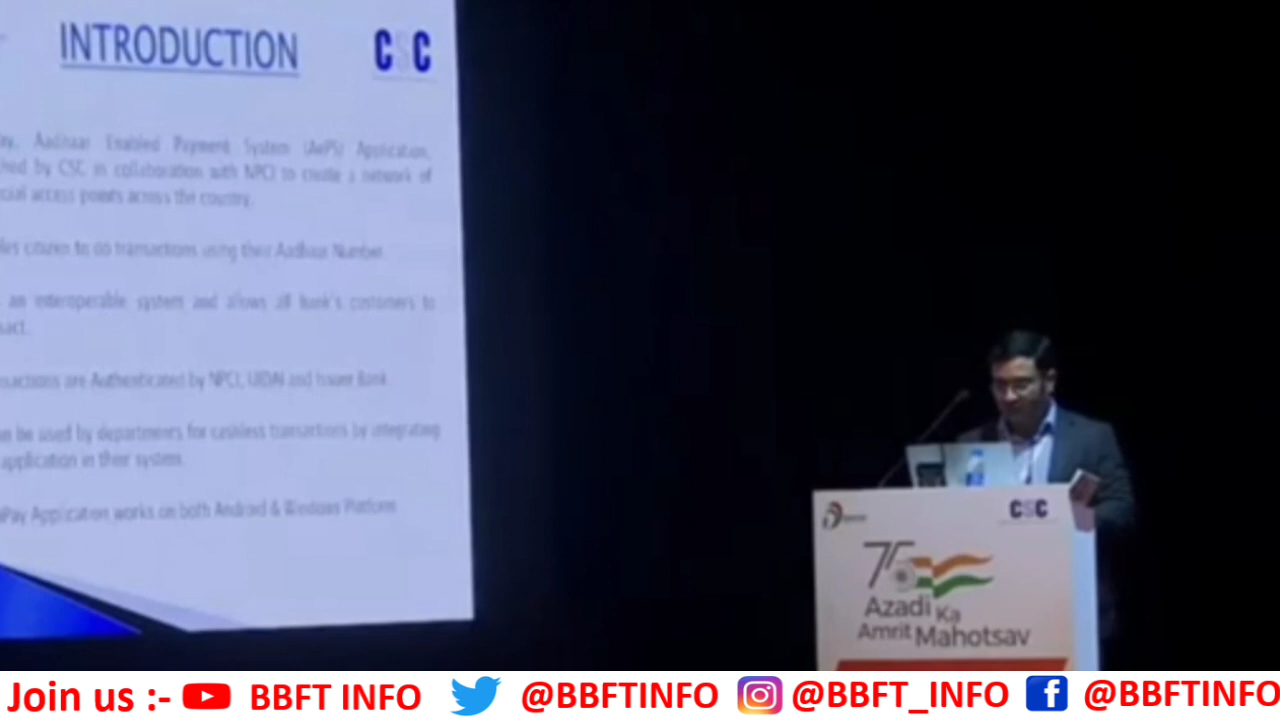 INTRODUCTION
CSC
Aadhaar Enabled Payment System (AePS) Application,
by CSC in collaboration with NPCI to create a network of
access points across the country.
citizen to do transactions using their Aadhaar Number
an interoperable system and allows all bank's customers to
are Authenticated by NPCI, UIDAI and Issuer Bank
be used by departments for cashless transactions by integrating
application in their system.
Application works on both Android & Windows Platform
CSC
75
Azadi Ka
Amrit Mahotsav
Join us :- BBFT INFO @BBFTINFO @BBFT_INFO @BBFTINFO